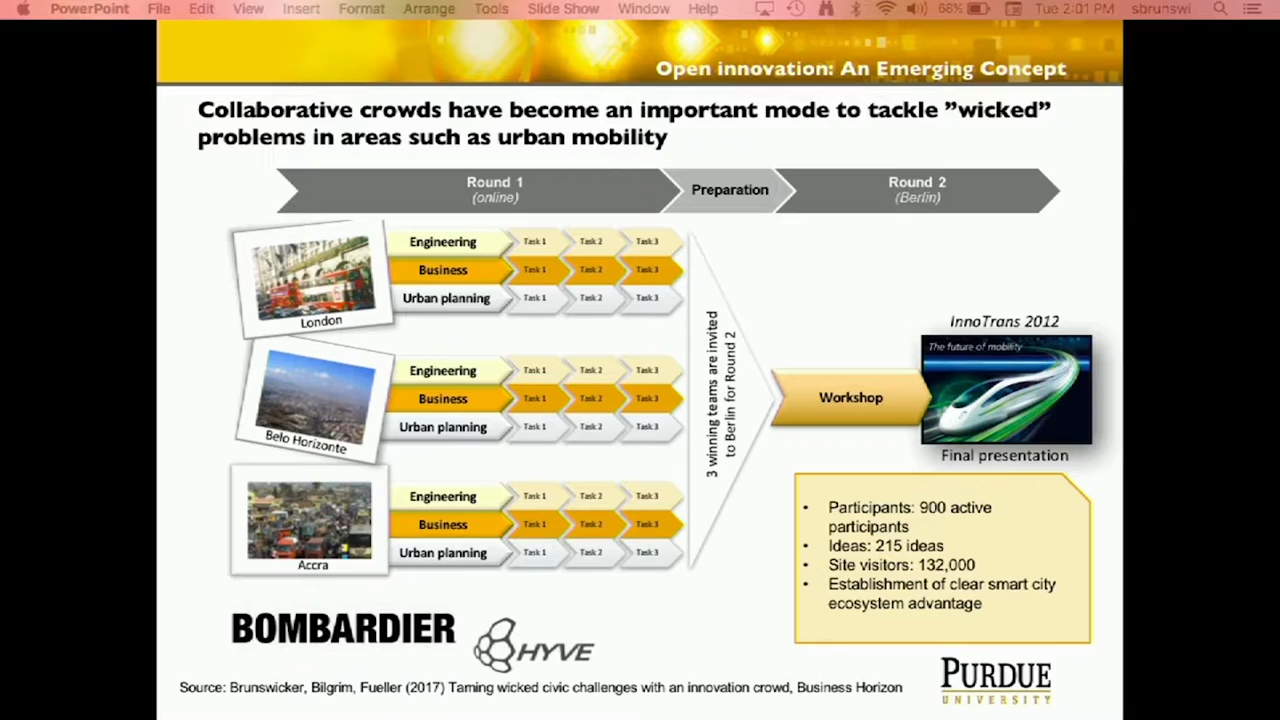 PowerPoint File Edit View Insert Format Arrange Tools Slide Show Window Help 68% Tue 2:01 PM sbrunswi
Open innovation: An Emerging Concept
Collaborative crowds have become an important mode to tackle ”wicked”
problems in areas such as urban mobility
Round 1
(online)
Preparation
Round 2
(Berlin)
London
Engineering Task 1 Task 2 Task 3
Business Task 1 Task 2 Task 3
Urban planning Task 1 Task 2 Task 3
Belo Horizonte
Engineering Task 1 Task 2 Task 3
Business Task 1 Task 2 Task 3
Urban planning Task 1 Task 2 Task 3
Accra
Engineering Task 1 Task 2 Task 3
Business Task 1 Task 2 Task 3
Urban planning Task 1 Task 2 Task 3
3 winning teams are invited
to Berlin for Round 2
Workshop
InnoTrans 2012
The future of mobility
Final presentation
• Participants: 900 active
participants
• Ideas: 215 ideas
• Site visitors: 132,000
• Establishment of clear smart city
ecosystem advantage
BOMBARDIER
HYVE
Source: Brunswicker, Bilgrim, Fueller (2017) Taming wicked civic challenges with an innovation crowd, Business Horizon
PURDUE
UNIVERSITY